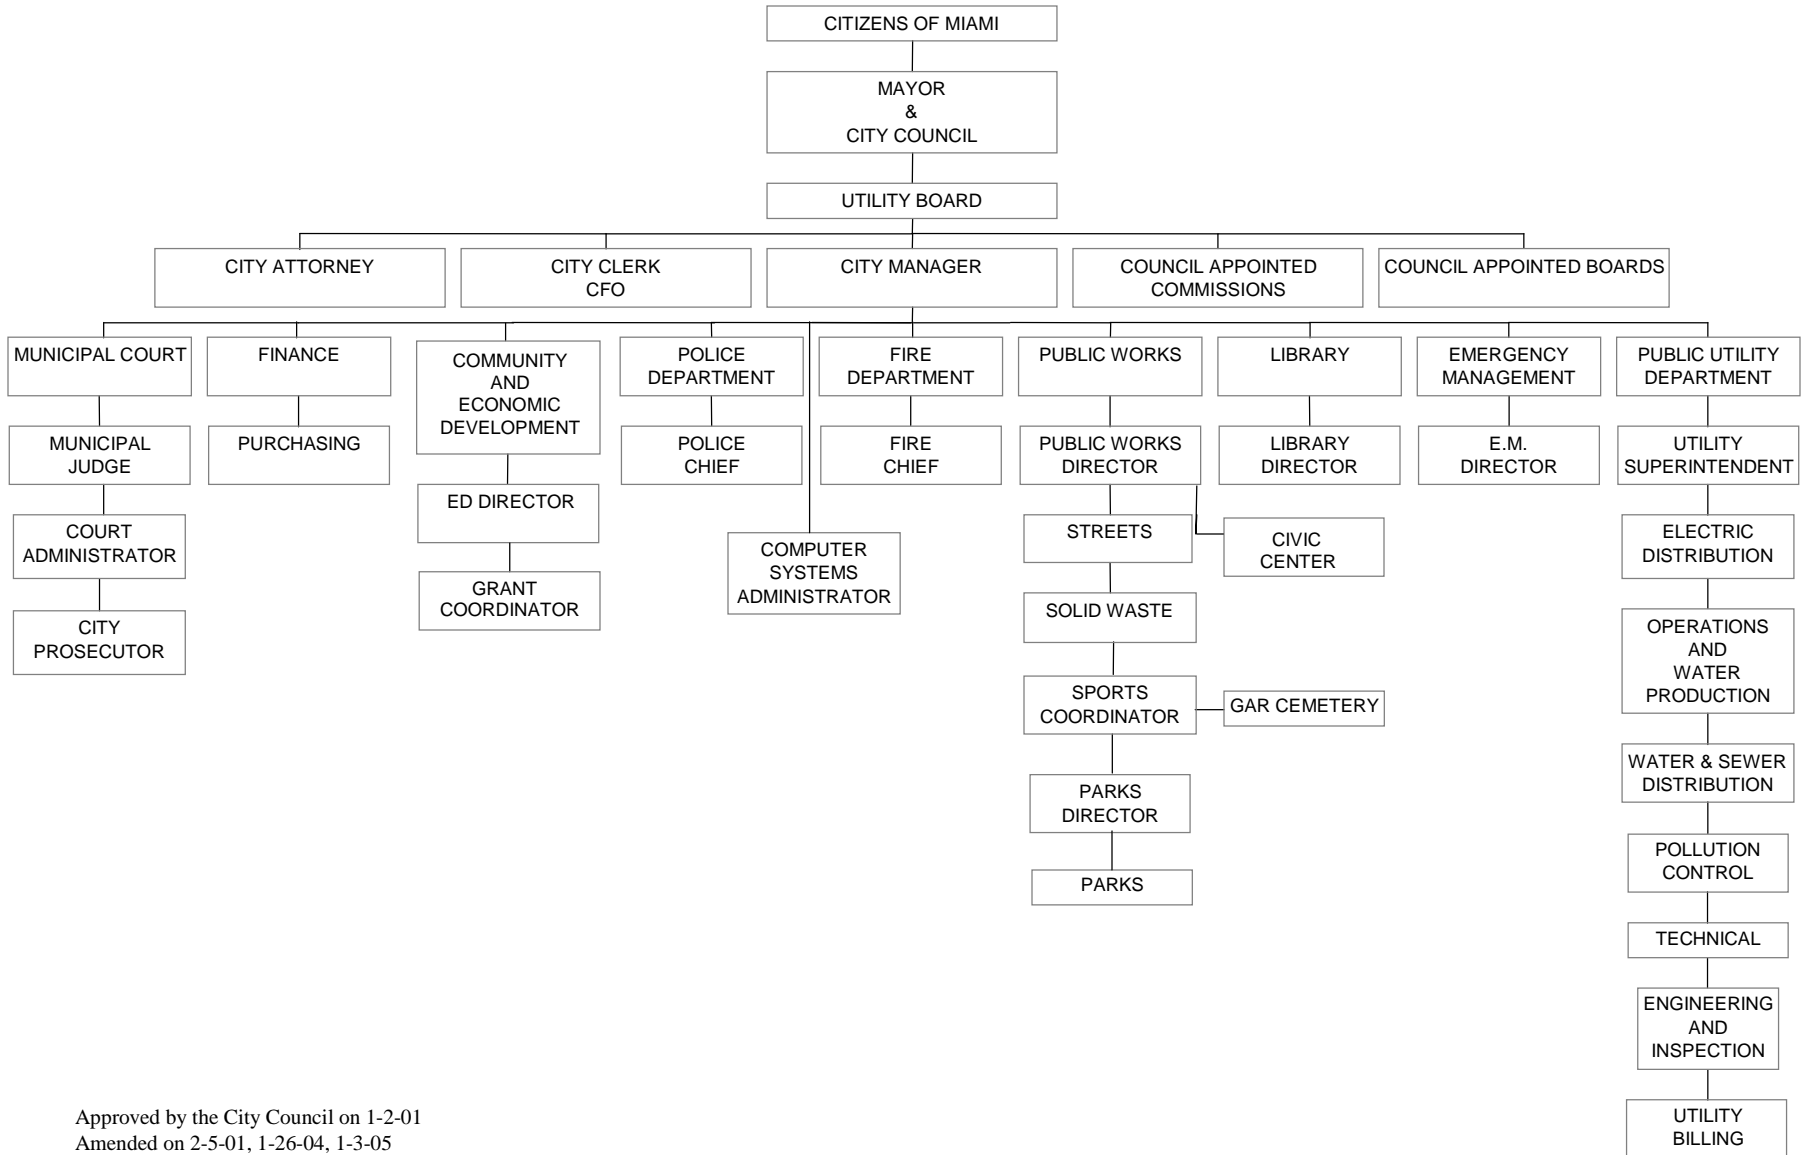 CITIZENS OF MIAMI
MAYOR
&
CITY COUNCIL
UTILITY BOARD
CITY ATTORNEY
CITY CLERK
CFO
CITY MANAGER
COUNCIL APPOINTED
COMMISSIONS
COUNCIL APPOINTED BOARDS
MUNICIPAL COURT
FINANCE
COMMUNITY
AND
ECONOMIC
DEVELOPMENT
POLICE
DEPARTMENT
FIRE
DEPARTMENT
PUBLIC WORKS
LIBRARY
EMERGENCY
MANAGEMENT
PUBLIC UTILITY
DEPARTMENT
MUNICIPAL
JUDGE
PURCHASING
POLICE
CHIEF
FIRE
CHIEF
PUBLIC WORKS
DIRECTOR
LIBRARY
DIRECTOR
E.M.
DIRECTOR
UTILITY
SUPERINTENDENT
ED DIRECTOR
COURT
ADMINISTRATOR
STREETS
CIVIC
CENTER
ELECTRIC
DISTRIBUTION
COMPUTER
SYSTEMS
ADMINISTRATOR
GRANT
COORDINATOR
SOLID WASTE
CITY
PROSECUTOR
OPERATIONS
AND
WATER
PRODUCTION
SPORTS
COORDINATOR
GAR CEMETERY
WATER & SEWER
DISTRIBUTION
PARKS
DIRECTOR
POLLUTION
CONTROL
PARKS
TECHNICAL
ENGINEERING
AND
INSPECTION
UTILITY
BILLING
Approved by the City Council on 1-2-01
Amended on 2-5-01, 1-26-04, 1-3-05